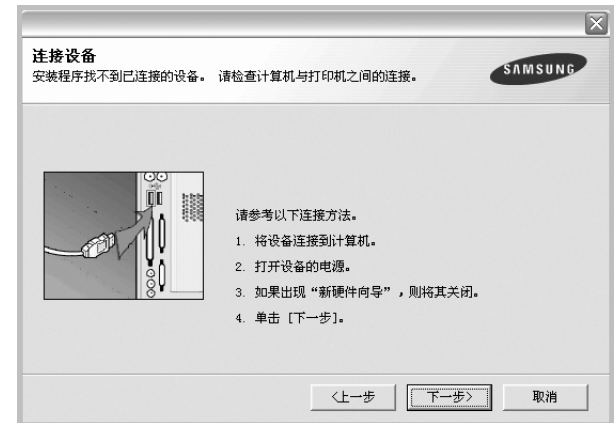 连接设备
安装程序找不到已连接的设备。 请检查计算机与打印机之间的连接。
SAMSUNG
请参考以下连接方法。
1. 将设备连接到计算机。
2. 打开设备的电源。
3. 如果出现“新硬件向导”，则将其关闭。
4. 单击 [下一步]。
<上一步
下一步>
取消